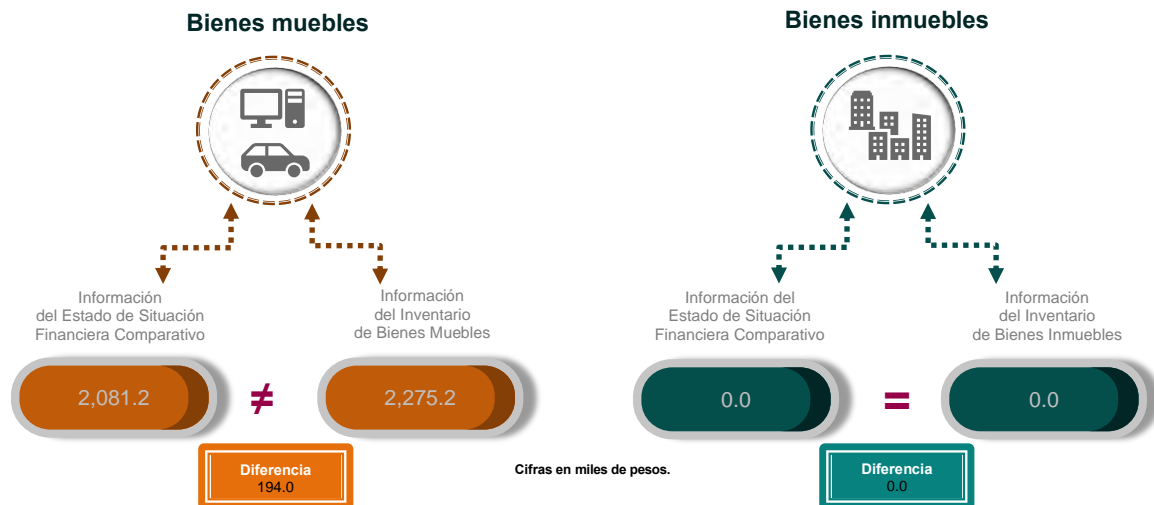 Bienes muebles
Información
del Estado de Situación
Financiera Comparativo
Información
del Inventario
de Bienes Muebles
2,081.2
≠
2,275.2
Diferencia
194.0
Cifras en miles de pesos.
Bienes inmuebles
Información del
Estado de Situación
Financiera Comparativo
Información
del Inventario
de Bienes Inmuebles
0.0
=
0.0
Diferencia
0.0